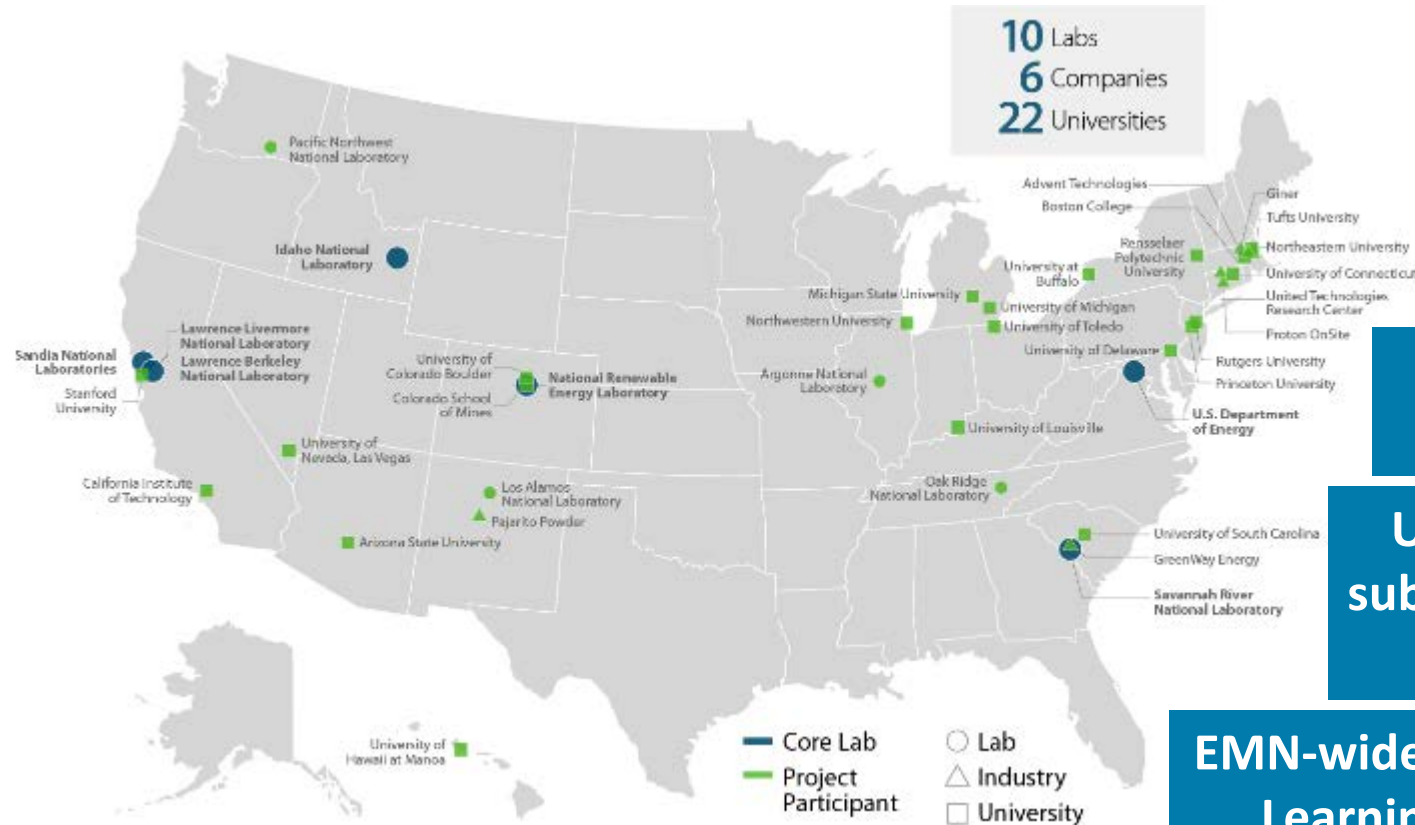 10 Labs
6 Companies
22 Universities
Pacific Northwest
National Laboratory
Idaho National
Laboratory
Lawrence Livermore
National Laboratory
Lawrence Berkeley
National Laboratory
Sandia National
Laboratories
Stanford
University
University of
Colorado Boulder
Colorado School
of Mines
National Renewable
Energy Laboratory
University of
Nevada, Las Vegas
California Institute
of Technology
Los Alamos
National Laboratory
Pajarito Powder
Arizona State University
University of
Hawaii at Manoa
Michigan State University
University of Michigan
Northwestern University
University of Toledo
Argonne National
Laboratory
University of Louisville
Oak Ridge
National Laboratory
Advent Technologies
Boston College
Rensselaer
Polytechnic
University
University at
Buffalo
Giner
Tufts University
Northeastern University
University of Connecticut
United Technologies
Research Center
Proton OnSite
Rutgers University
Princeton University
University of Delaware
U.S. Department
of Energy
University of South Carolina
GreenWay Energy
Savannah River
National Laboratory
Core Lab
Project
Participant
Lab
Industry
University
U
sub
EMN-wide
Learnin